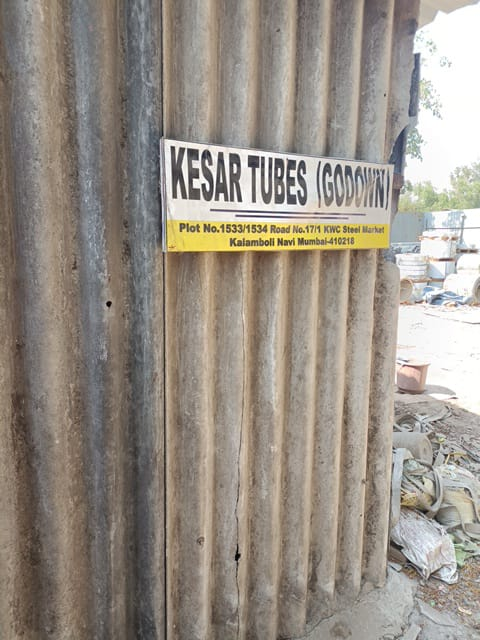 KESAR TUBES (GODOWN)
Plot No.1533/1534 Road No.17/1 KWC Steel Market
Kalamboli Navi Mumbai-410218